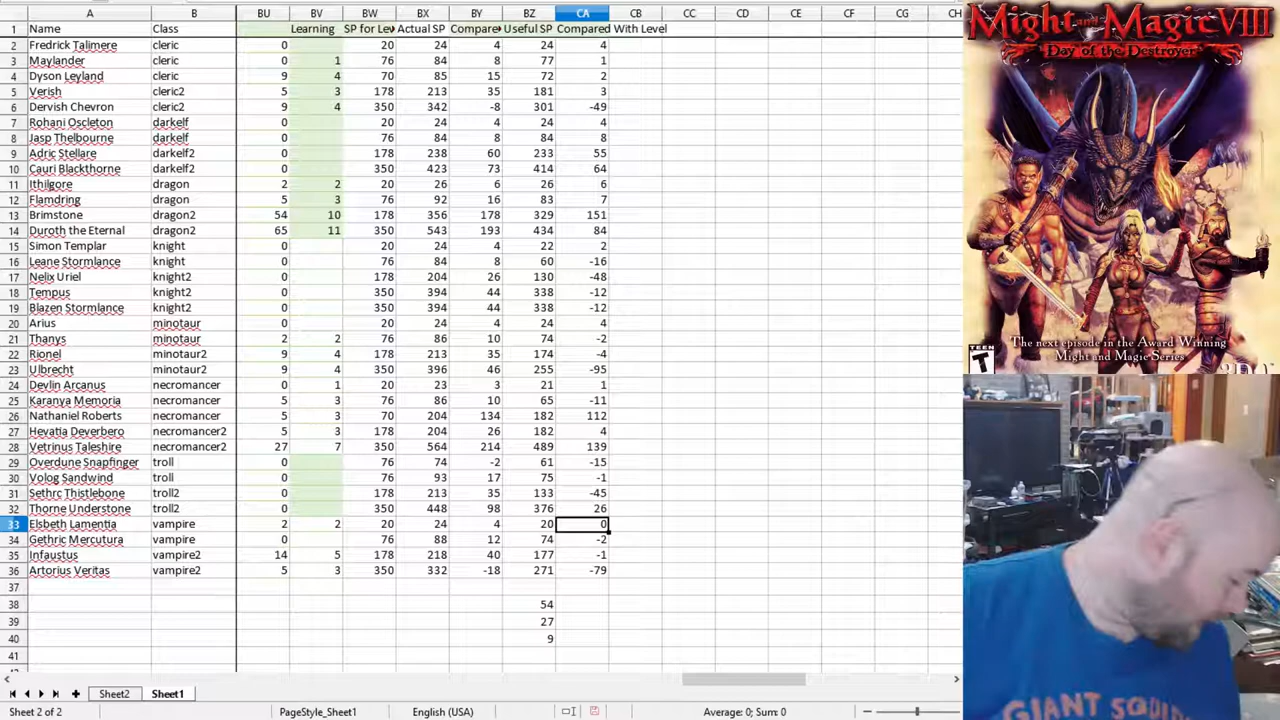 A B BU BV BW BX BY BZ CA CB CC CD CE CF CG CH
1 Name Class Learning SP for Lev Actual SP Compare Useful SP Compared With Level
2 Fredrick Talimere cleric 0 20 24 4 24 4
3 Maylander cleric 0 1 76 84 8 77 1
4 Dyson Leyland cleric 9 4 70 85 15 72 2
5 Verish cleric2 5 3 178 213 35 181 3
6 Dervish Chevron cleric2 9 4 350 342 -8 301 -49
7 Rohani Oscleton darkelf 0 20 24 4 24 4
8 Jasp Thelbourne darkelf 0 76 84 8 84 8
9 Adric Stellare darkelf2 0 178 238 60 233 55
10 Cauri Blackthorne darkelf2 0 350 423 73 414 64
11 Ithilgore dragon 2 2 20 26 6 26 6
12 Flamdring dragon 5 3 76 92 16 83 7
13 Brimstone dragon2 54 10 178 356 178 329 151
14 Duroth the Eternal dragon2 65 11 350 543 193 434 84
15 Simon Templar knight 0 20 24 4 22 2
16 Leane Stormlance knight 0 76 84 8 60 -16
17 Nelix Uriel knight2 0 178 204 26 130 -48
18 Tempus knight2 0 350 394 44 338 -12
19 Blazen Stormlance knight2 0 350 394 44 338 -12
20 Arius minotaur 0 20 24 4 24 4
21 Thanys minotaur 2 2 76 86 10 74 -2
22 Rionel minotaur2 9 4 178 213 35 174 -4
23 Ulbrecht minotaur2 9 4 350 396 46 255 -95
24 Devlin Arcanus necromancer 0 1 20 23 3 21 1
25 Karanya Memoria necromancer 5 3 76 86 10 65 -11
26 Nathaniel Roberts necromancer 5 3 70 204 134 182 112
27 Hevatia Deverbero necromancer2 5 3 178 204 26 182 4
28 Vetrinus Taleshire necromancer2 27 7 350 564 214 489 139
29 Overdune Snapfinger troll 0 76 74 -2 61 -15
30 Volog Sandwind troll 0 76 93 17 75 -1
31 Sethrc Thistlebone troll2 0 178 213 35 133 -45
32 Thorne Understone troll2 0 350 448 98 376 26
33 Elsbeth Lamentia vampire 2 2 20 24 4 20 0
34 Gethric Mercutura vampire 0 76 88 12 74 -2
35 Infaustus vampire2 14 5 178 218 40 177 -1
36 Artorius Veritas vampire2 5 3 350 332 -18 271 -79
37
38 54
39 27
40 9
41
Sheet2 Sheet1
Sheet 2 of 2 PageStyle_Sheet1 English (USA) Average: 0; Sum: 0
Might and Magic VIII
Day of the Destroyer
The next episode in the Award Winning
Might and Magic Series
TEEN
T
3DO
GIANT SQUID